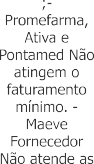 ;-
Promefarma,
Ativa e
Pontamed Não
atingem o
faturamento
mínimo. -
Maeve
Fornecedor
Não atende as